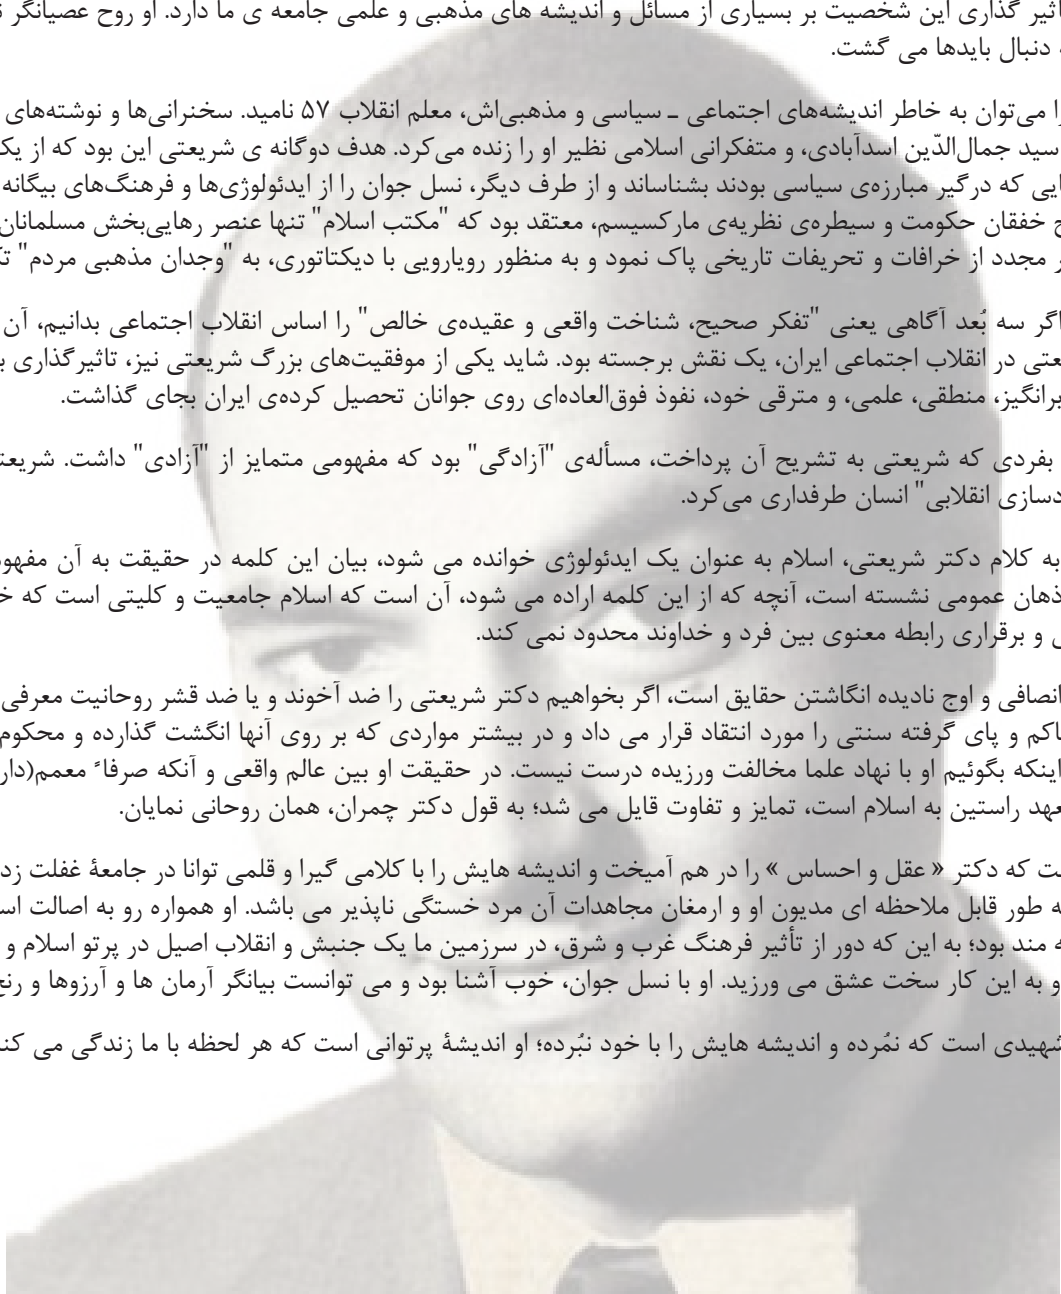 اثیر گذاری این شخصیت بر بسیاری از مسائل و اندیشه های مذهبی و علمی جامعه ی ما دارد. او روح عصیانگر
دنبال بایدها می گشت.
را می‌توان به خاطر اندیشه‌های اجتماعی ـ سیاسی و مذهبی‌اش، معلم انقلاب ۵۷ نامید. سخنرانی‌ها و نوشته‌های
سید جمال‌الدّین اسدآبادی، و متفکرانی اسلامی نظیر او را زنده می‌کرد. هدف دوگانه ی شریعتی این بود که از یک
ایی که درگیر مبارزه‌ی سیاسی بودند بشناساند و از طرف دیگر، نسل جوان را از ایدئولوژی‌ها و فرهنگ‌های بیگانه
خفقان حکومت و سیطره‌ی نظریه‌ی مارکسیسم، معتقد بود که "مکتب اسلام" تنها عنصر رهایی‌بخش مسلمانان
ر مجدد از خرافات و تحریفات تاریخی پاک نمود و به منظور رویارویی با دیکتاتوری، به "وجدان مذهبی مردم"
اگر سه بُعد آگاهی یعنی "تفکر صحیح، شناخت واقعی و عقیده‌ی خالص" را اساس انقلاب اجتماعی بدانیم، آن
عتی در انقلاب اجتماعی ایران، یک نقش برجسته بود. شاید یکی از موفقیت‌های بزرگ شریعتی نیز، تاثیرگذاری
برانگیز، منطقی، علمی، و مترقی خود، نفوذ فوق‌العاده‌ای روی جوانان تحصیل کرده‌ی ایران بجای گذاشت.
بفردی که شریعتی به تشریح آن پرداخت، مسأله‌ی "آزادگی" بود که مفهومی متمایز از "آزادی" داشت. شریعت
دسازی انقلابی" انسان طرفداری می‌کرد.
به کلام دکتر شریعتی، اسلام به عنوان یک ایدئولوژی خوانده می شود، بیان این کلمه در حقیقت به آن مفهو
ذهان عمومی نشسته است، آنچه که از این کلمه اراده می شود، آن است که اسلام جامعیت و کلیتی است که
و برقراری رابطه معنوی بین فرد و خداوند محدود نمی کند.
انصافی و اوج نادیده انگاشتن حقایق است، اگر بخواهیم دکتر شریعتی را ضد آخوند و یا ضد قشر روحانیت معرفی
اکم و پای گرفته سنتی را مورد انتقاد قرار می داد و در بیشتر مواردی که بر روی آنها انگشت گذارده و محکوم
اینکه بگوئیم او با نهاد علما مخالفت ورزیده درست نیست. در حقیقت او بین عالم واقعی و آنکه صرفاً معمم(دار
عهد راستین به اسلام است، تمایز و تفاوت قایل می شد؛ به قول دکتر چمران، همان روحانی نمایان.
ت که دکتر « عقل و احساس » را در هم آمیخت و اندیشه هایش را با کلامی گیرا و قلمی توانا در جامعهٔ غفلت زد
ه طور قابل ملاحظه ای مدیون او و ارمغان مجاهدات آن مرد خستگی ناپذیر می باشد. او همواره رو به اصالت اس
ه مند بود؛ به این که دور از تأثیر فرهنگ غرب و شرق، در سرزمین ما یک جنبش و انقلاب اصیل در پرتو اسلام و
و به این کار سخت عشق می ورزید. او با نسل جوان، خوب آشنا بود و می توانست بیانگر آرمان ها و آرزوها و رنج
شهیدی است که نمُرده و اندیشه هایش را با خود نبُرده؛ او اندیشهٔ پرتوانی است که هر لحظه با ما زندگی می کند